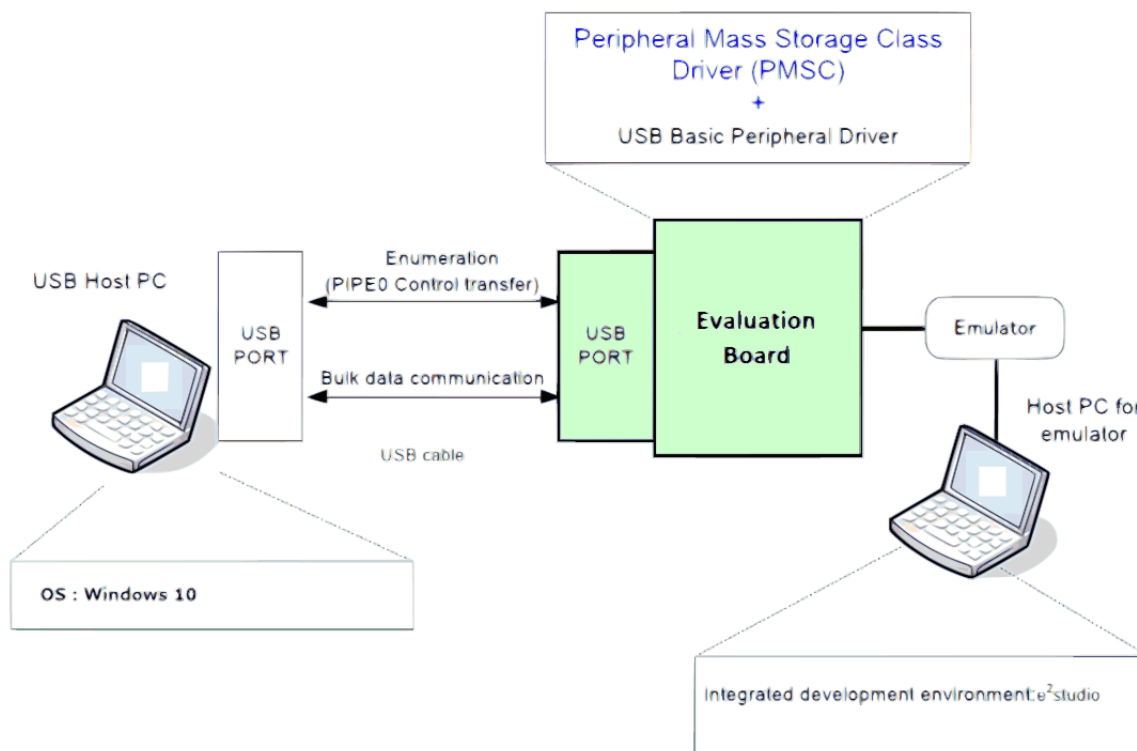 Peripheral Mass Storage Class
Driver (PMSC)
+
USB Basic Peripheral Driver
USB Host PC
USB
PORT
Enumeration
(PIPE0 Control transfer)
Bulk data communication
USB cable
USB
PORT
Evaluation
Board
Emulator
Host PC for
emulator
OS : Windows 10
Integrated development environment:e²studio